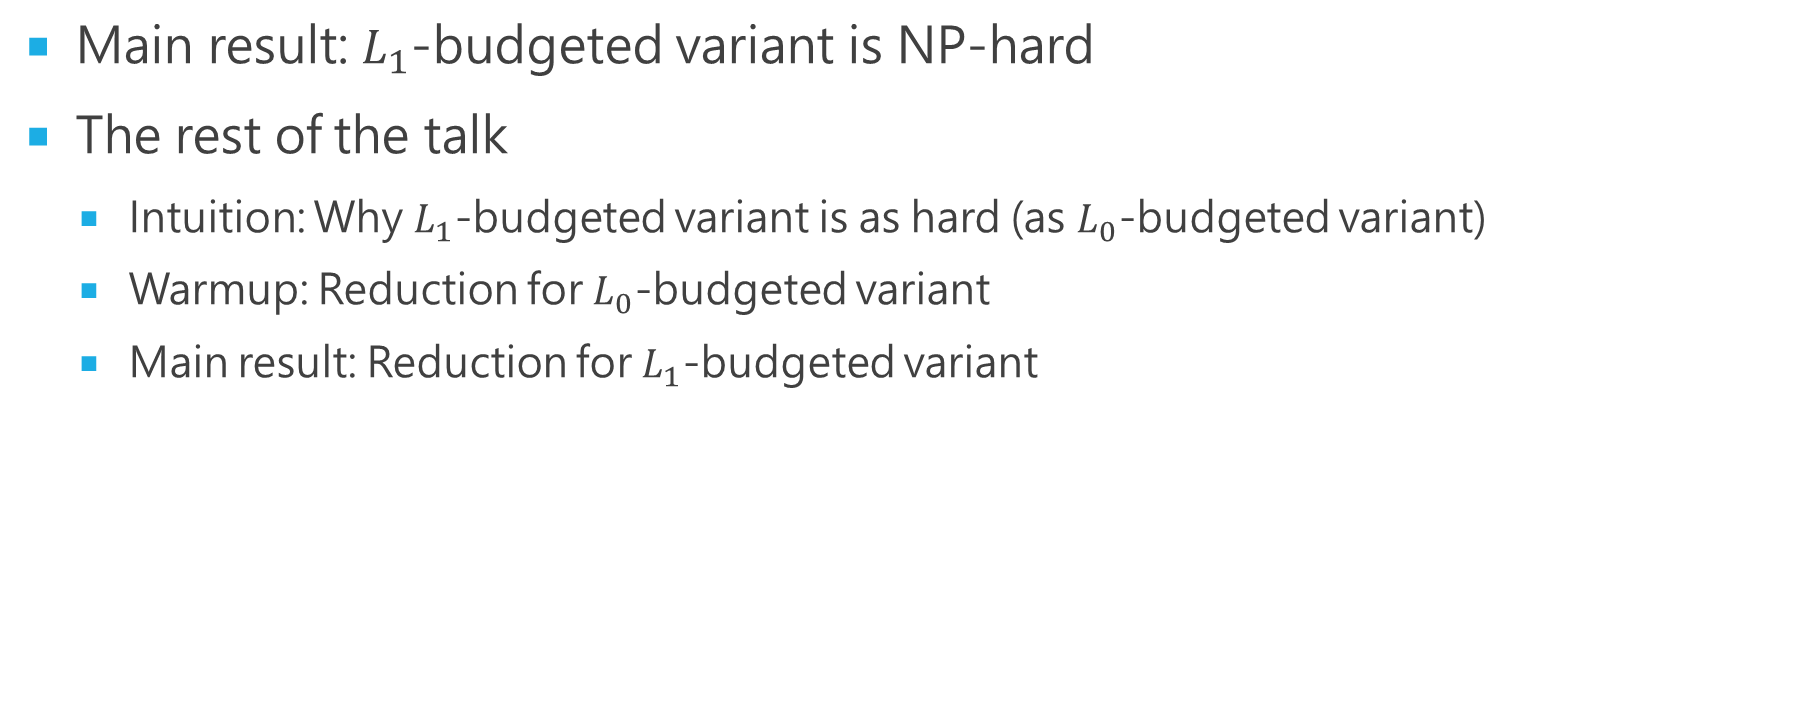 Main result: L₁-budgeted variant is NP-hard
The rest of the talk
Intuition: Why L₁-budgeted variant is as hard (as L₀-budgeted variant)
Warmup: Reduction for L₀-budgeted variant
Main result: Reduction for L₁-budgeted variant